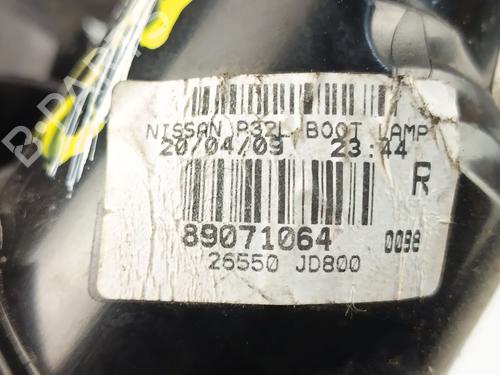 NISSAN P32L BOOT LAMP
20/04/09 23:44
R
89071064 0098
26550 JD800